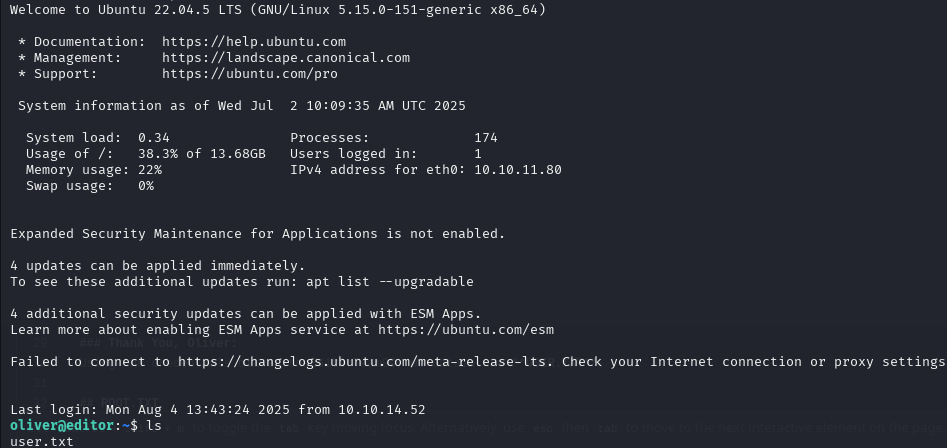 Welcome to Ubuntu 22.04.5 LTS (GNU/Linux 5.15.0-151-generic x86_64)
* Documentation: https://help.ubuntu.com
* Management: https://landscape.canonical.com
* Support: https://ubuntu.com/pro
System information as of Wed Jul 2 10:09:35 AM UTC 2025
System load: 0.34 Processes: 174
Usage of /: 38.3% of 13.68GB Users logged in: 1
Memory usage: 22% IPv4 address for eth0: 10.10.11.80
Swap usage: 0%
Expanded Security Maintenance for Applications is not enabled.
4 updates can be applied immediately.
To see these additional updates run: apt list --upgradable
4 additional security updates can be applied with ESM Apps.
Learn more about enabling ESM Apps service at https://ubuntu.com/esm
### Thank You, Oliver:
Failed to connect to https://changelogs.ubuntu.com/meta-release-lts. Check your Internet connection or proxy settings
Last login: Mon Aug 4 13:43:24 2025 from 10.10.14.52
oliver@editor:~$ ls
user.txt